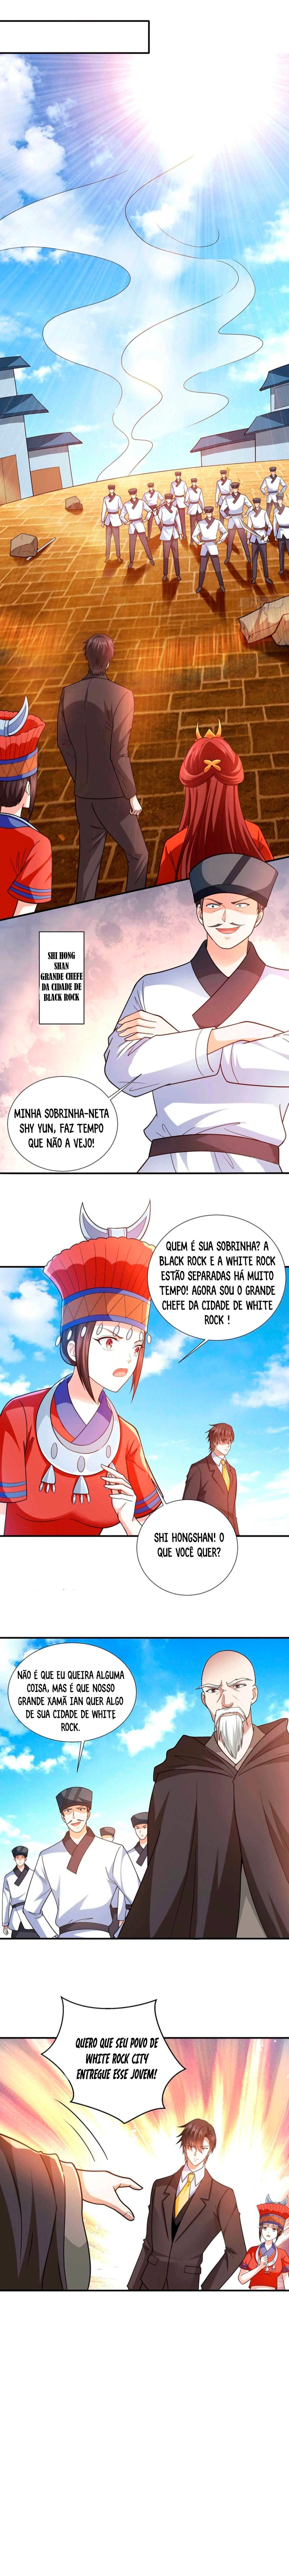 SHI HONG
SHAN
GRANDE CHEFE
DA CIDADE DE
BLACK ROCK
MINHA SOBRINHA-NETA
SHY YUN, FAZ TEMPO
QUE NÃO A VEJO!
QUEM É SUA SOBRINHA? A
BLACK ROCK E A WHITE ROCK
ESTÃO SEPARADAS HÁ MUITO
TEMPO! AGORA SOU O GRANDE
CHEFE DA CIDADE DE WHITE
ROCK !
SHI HONGSHAN! O
QUE VOCÊ QUER?
NÃO É QUE EU QUEIRA ALGUMA
COISA, MAS É QUE NOSSO
GRANDE XAMÃ IAN QUER ALGO
DE SUA CIDADE DE WHITE
ROCK.
QUERO QUE SEU POVO DE
WHITE ROCK CITY
ENTREGUE ESSE JOVEM!